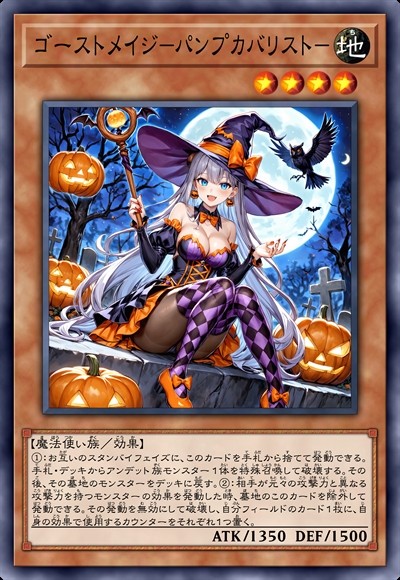 ゴーストメイジーパンプカバリストー
地
【魔法使い族／効果】
①：お互いのスタンバイフェイズに、このカードを手札から捨てて発動できる。
手札・デッキからアンデット族モンスター１体を特殊召喚して破壊する。その
後、その墓地のモンスターをデッキに戻す。②：相手が元々の攻撃力と異なる
攻撃力を持つモンスターの効果を発動した時、墓地のこのカードを除外して
発動できる。その発動を無効にして破壊し、自分フィールドのカード１枚に、自
身の効果で使用するカウンターをそれぞれ１つ置く。
ATK/1350 DEF/1500